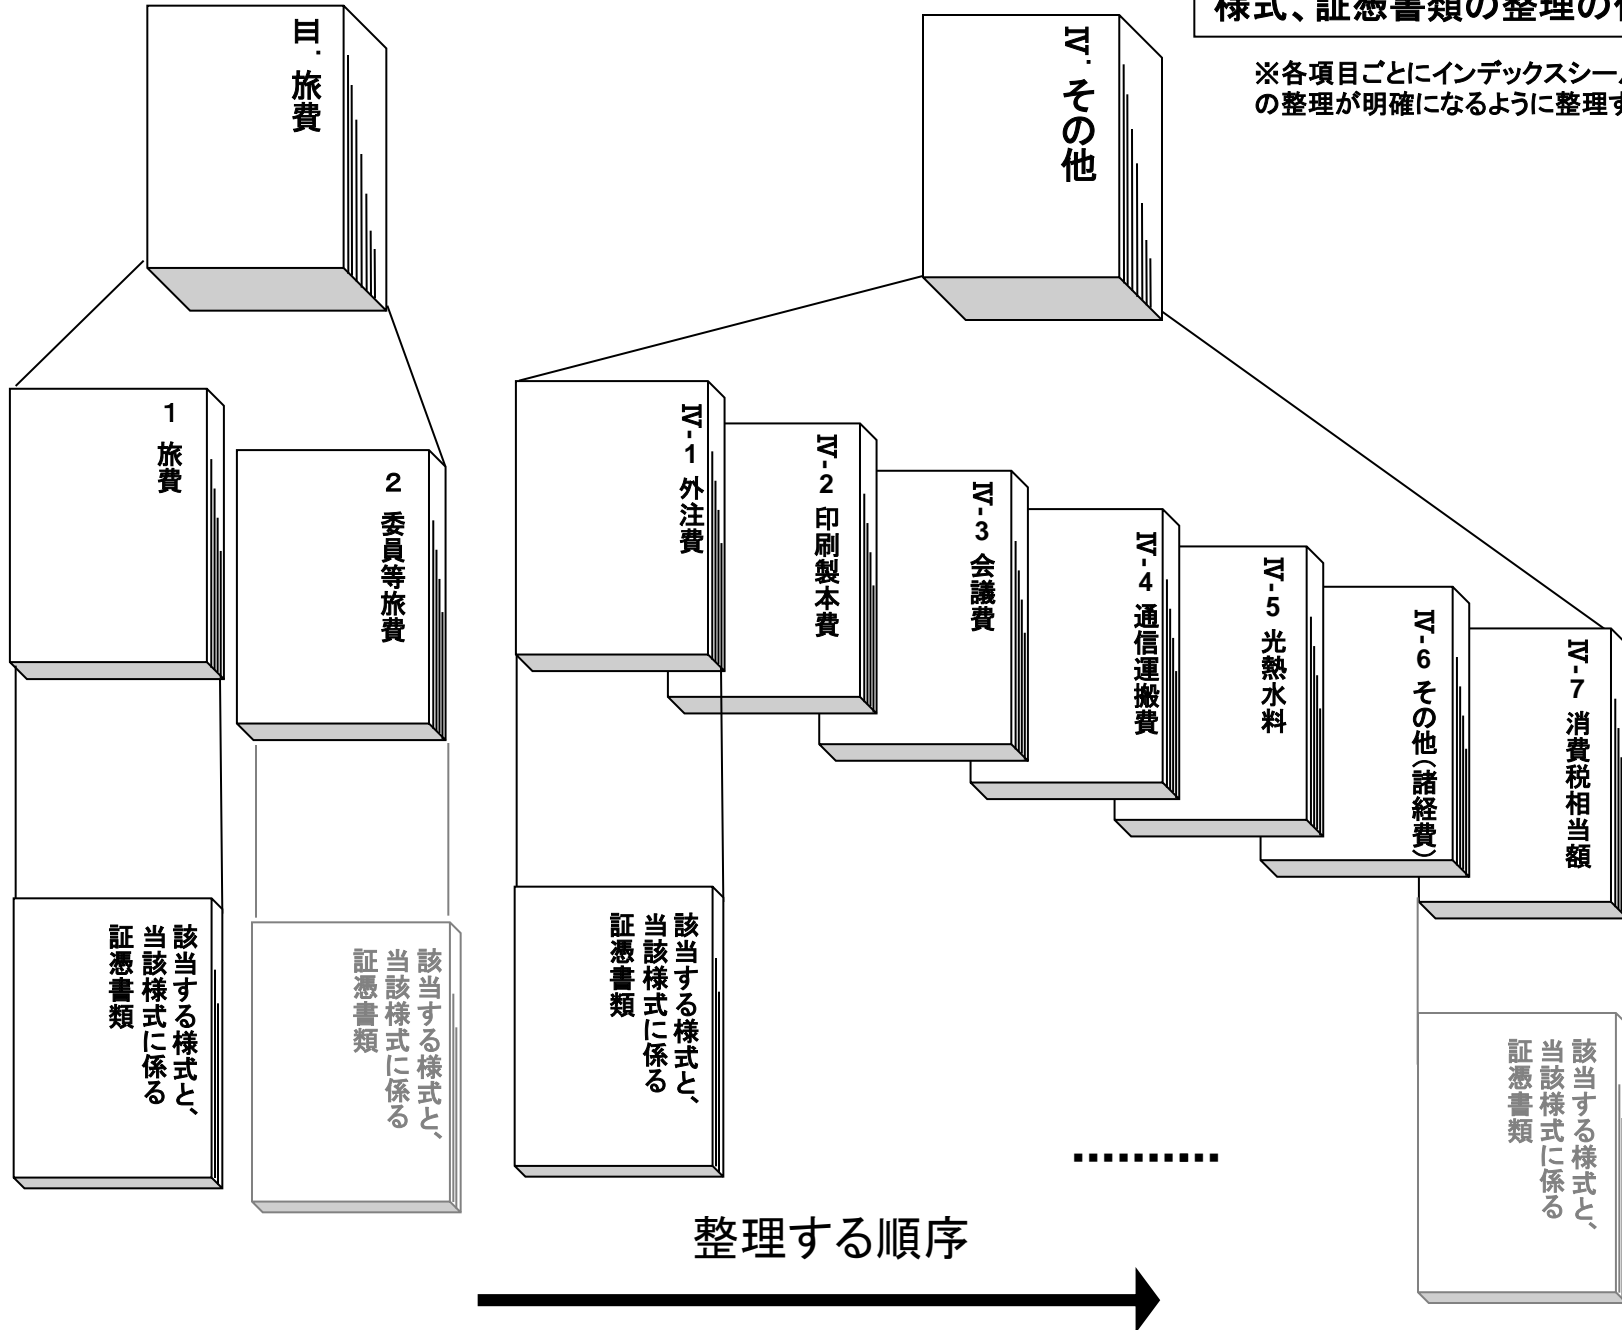 様式、証憑書類の整理の
※各項目ごとにインデックスシー
の整理が明確になるように整理す
Ⅲ. 旅費
Ⅳ. その他
1 旅費
2 委員等旅費
Ⅳ-1 外注費
Ⅳ-2 印刷製本費
Ⅳ-3 会議費
Ⅳ-4 通信運搬費
Ⅳ-5 光熱水料
Ⅳ-6 その他(諸経費)
Ⅳ-7 消費税相当額
該当する様式と、
当該様式に係る
証憑書類
該当する様式と、
当該様式に係る
証憑書類
該当する様式と、
当該様式に係る
証憑書類
該当する様式と、
当該様式に係る
証憑書類
整理する順序